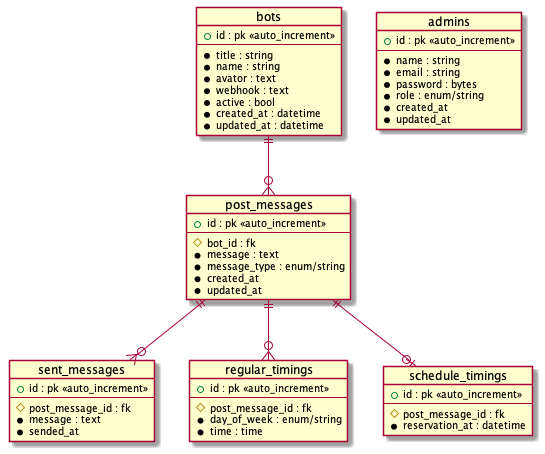 bots
id : pk «auto_increment»
title : string
name : string
avator : text
webhook : text
active : bool
created_at : datetime
updated_at : datetime
admins
id : pk «auto_increment»
name : string
email : string
password : bytes
role : enum/string
created_at
updated_at
post_messages
id : pk «auto_increment»
bot_id : fk
message : text
message_type : enum/string
created_at
updated_at
sent_messages
id : pk «auto_increment»
post_message_id : fk
message : text
sended_at
regular_timings
id : pk «auto_increment»
post_message_id : fk
day_of_week : enum/string
time : time
schedule_timings
id : pk «auto_increment»
post_message_id : fk
reservation_at : datetime